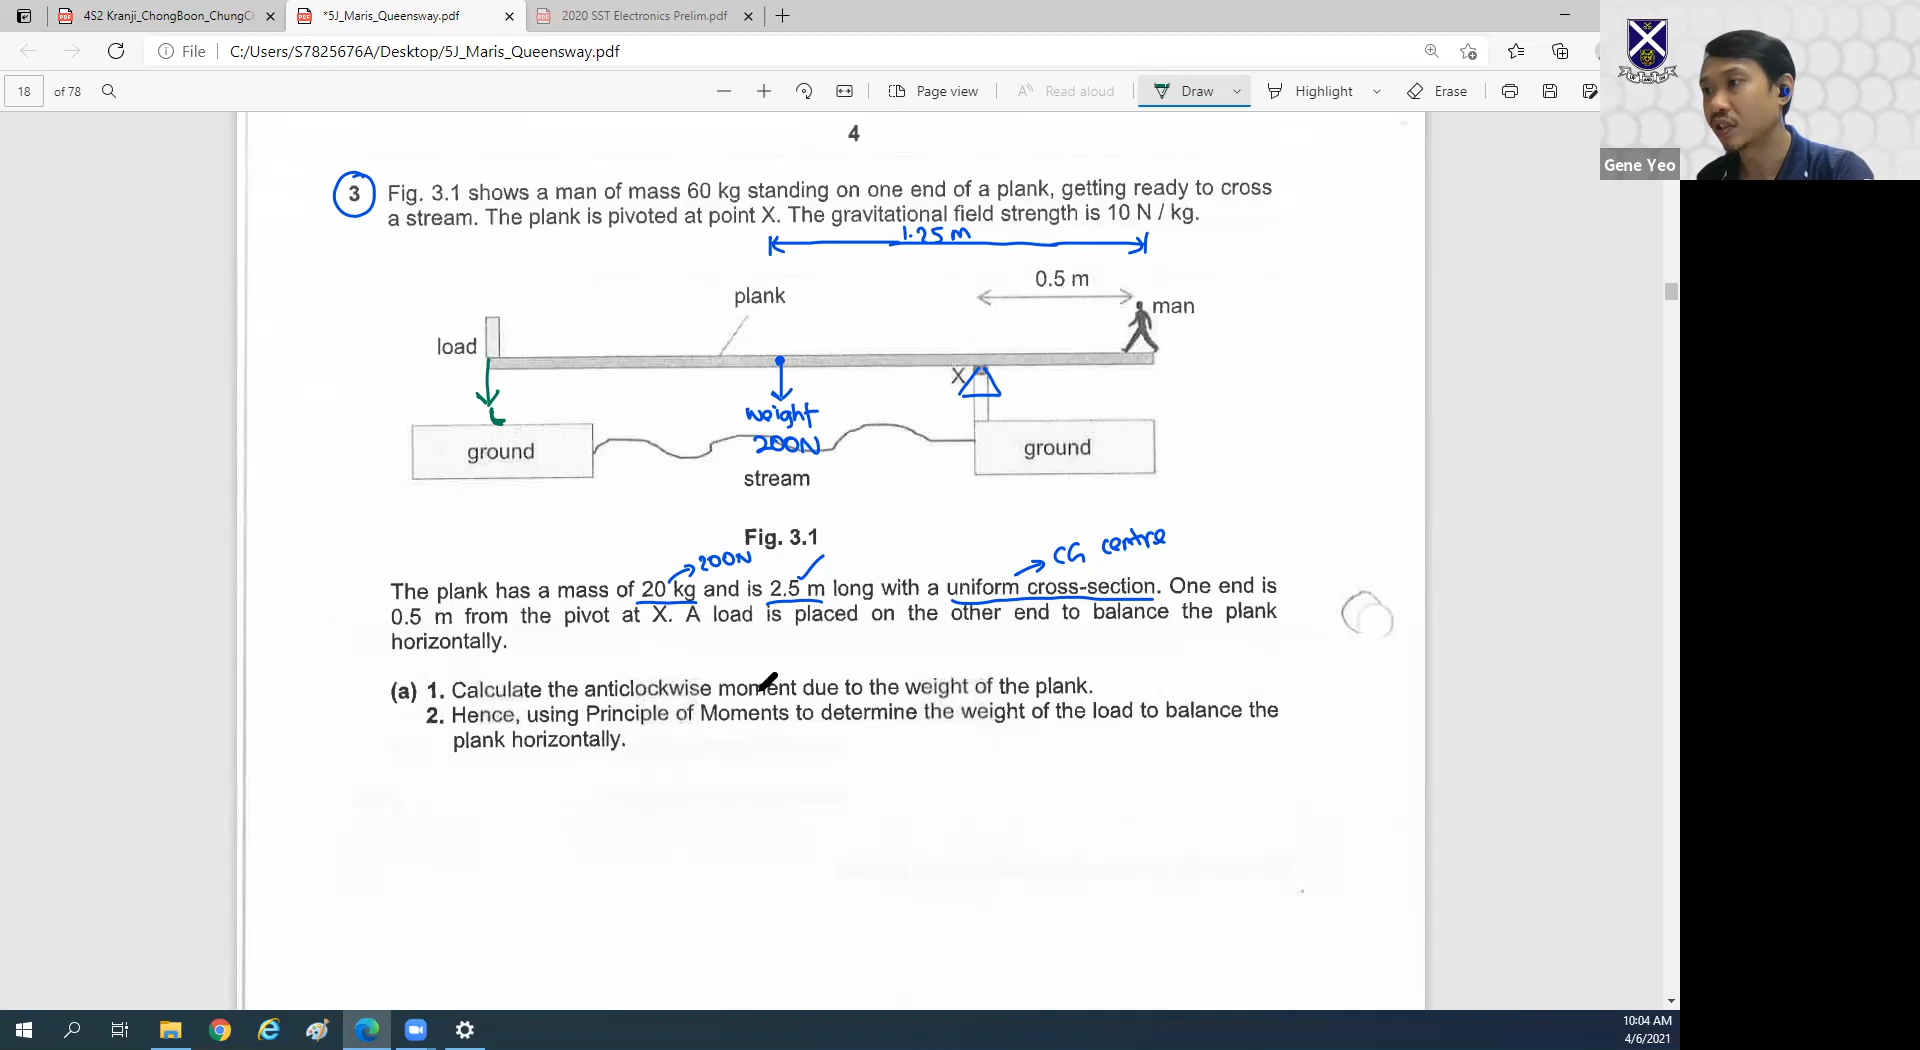 4S2 Kranji_ChongBoon_ChungC
*5J_Maris_Queensway.pdf
2020 SST Electronics Prelim.pdf
File
C:/Users/S7825676A/Desktop/5J_Maris_Queensway.pdf
18 of 78
Page view
Read aloud
Draw
Highlight
Erase
Gene Yeo
4
3 Fig. 3.1 shows a man of mass 60 kg standing on one end of a plank, getting ready to cross
a stream. The plank is pivoted at point X. The gravitational field strength is 10 N / kg.
1.25 m
0.5 m
plank
man
load
X
weight
200N
ground
ground
stream
Fig. 3.1
200N
CG centre
The plank has a mass of 20 kg and is 2.5 m long with a uniform cross-section. One end is
0.5 m from the pivot at X. A load is placed on the other end to balance the plank
horizontally.
(a) 1. Calculate the anticlockwise moment due to the weight of the plank.
2. Hence, using Principle of Moments to determine the weight of the load to balance the
plank horizontally.
10:04 AM
4/6/2021